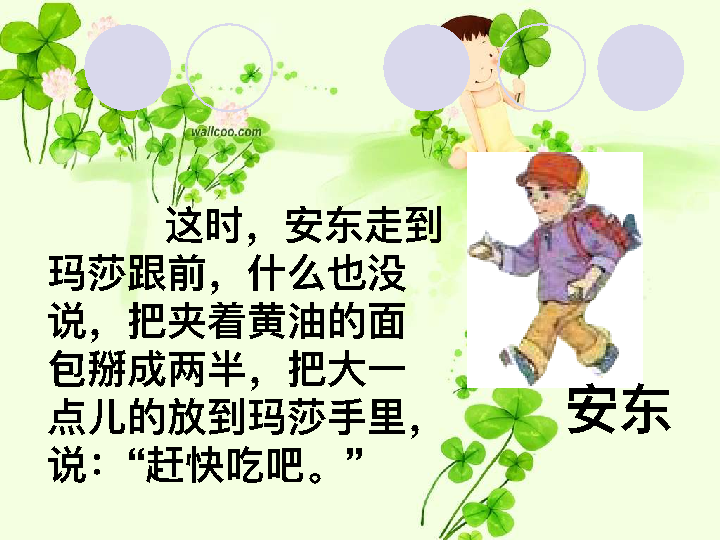 wallcoo.com
这时，安东走到
玛莎跟前，什么也没
说，把夹着黄油的面
包掰成两半，把大一
点儿的放到玛莎手里，
说：“赶快吃吧。”
安东